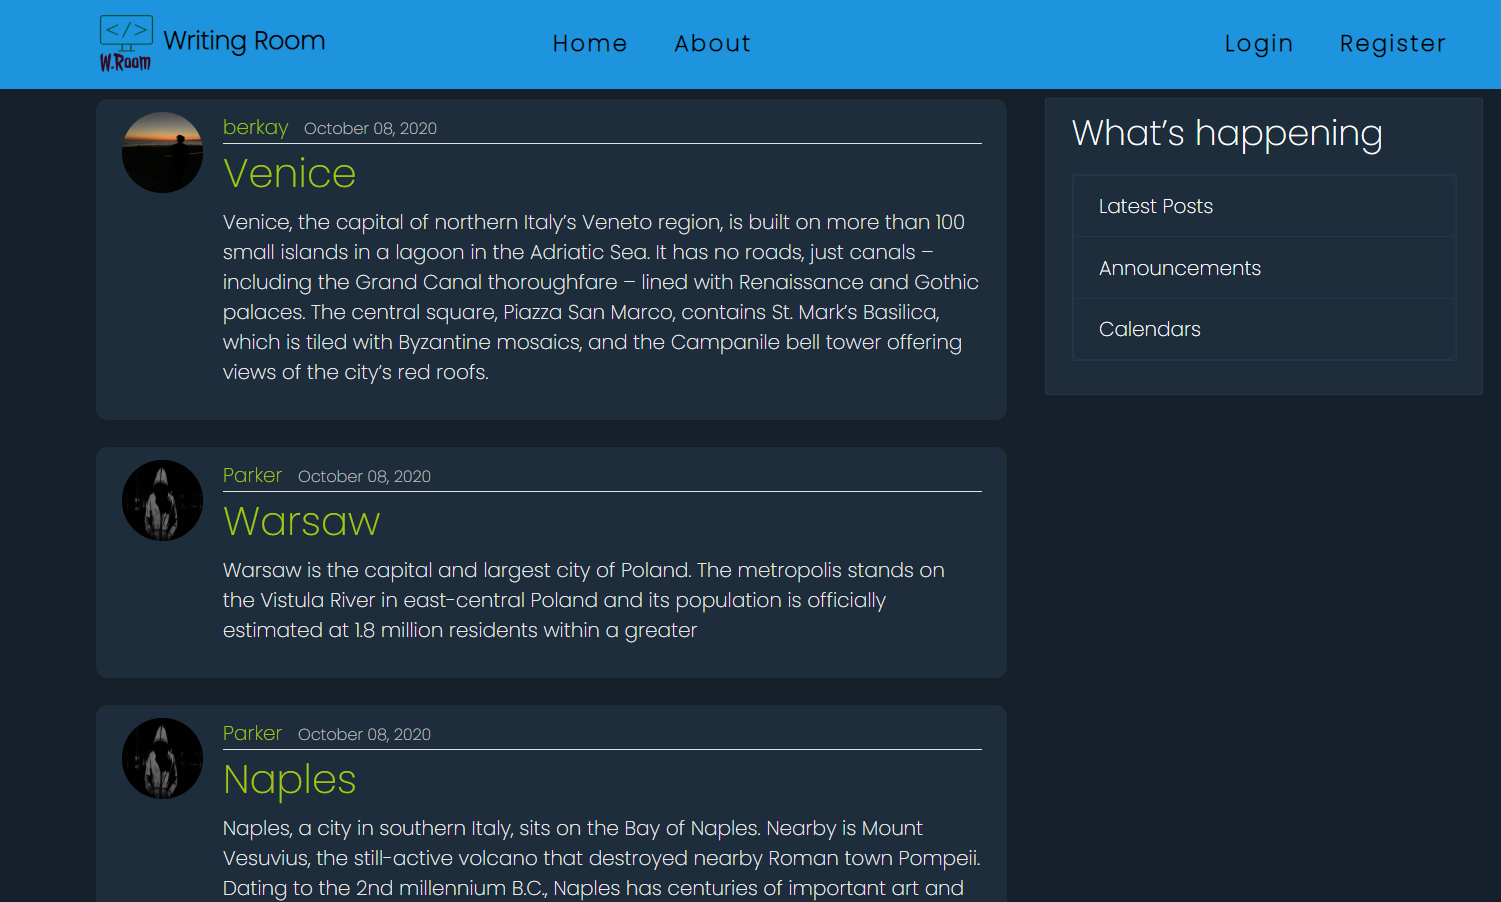 </>
W.Room
Writing Room
Home
About
Login
Register
berkay October 08, 2020
Venice
Venice, the capital of northern Italy’s Veneto region, is built on more than 100
small islands in a lagoon in the Adriatic Sea. It has no roads, just canals –
including the Grand Canal thoroughfare – lined with Renaissance and Gothic
palaces. The central square, Piazza San Marco, contains St. Mark’s Basilica,
which is tiled with Byzantine mosaics, and the Campanile bell tower offering
views of the city’s red roofs.
Parker October 08, 2020
Warsaw
Warsaw is the capital and largest city of Poland. The metropolis stands on
the Vistula River in east-central Poland and its population is officially
estimated at 1.8 million residents within a greater
Parker October 08, 2020
Naples
Naples, a city in southern Italy, sits on the Bay of Naples. Nearby is Mount
Vesuvius, the still-active volcano that destroyed nearby Roman town Pompeii.
Dating to the 2nd millennium B.C., Naples has centuries of important art and
What’s happening
Latest Posts
Announcements
Calendars